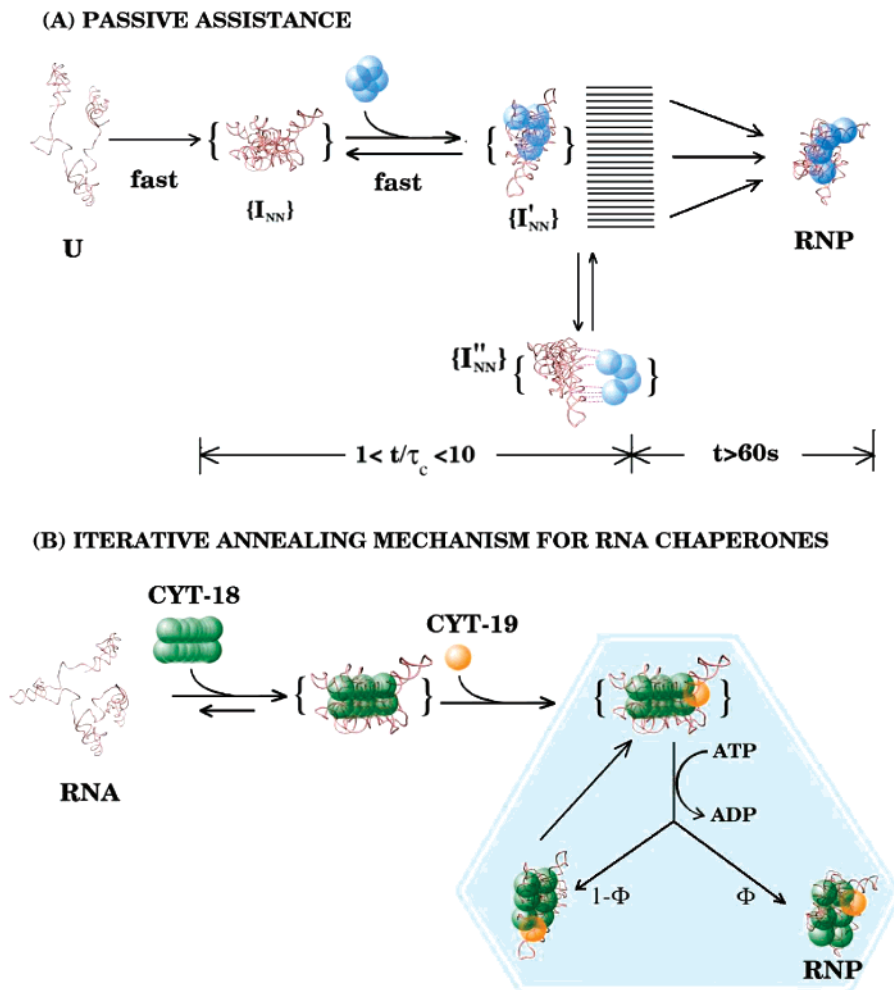 (A) PASSIVE ASSISTANCE
{ } { }
fast fast
{I_NN} {I'_NN}
U RNP
{I''_NN} { }
1< t/τ_c <10 t>60s
(B) ITERATIVE ANNEALING MECHANISM FOR RNA CHAPERONES
CYT-18
CYT-19
{ } { }
RNA
ATP
ADP
1-Φ Φ
RNP